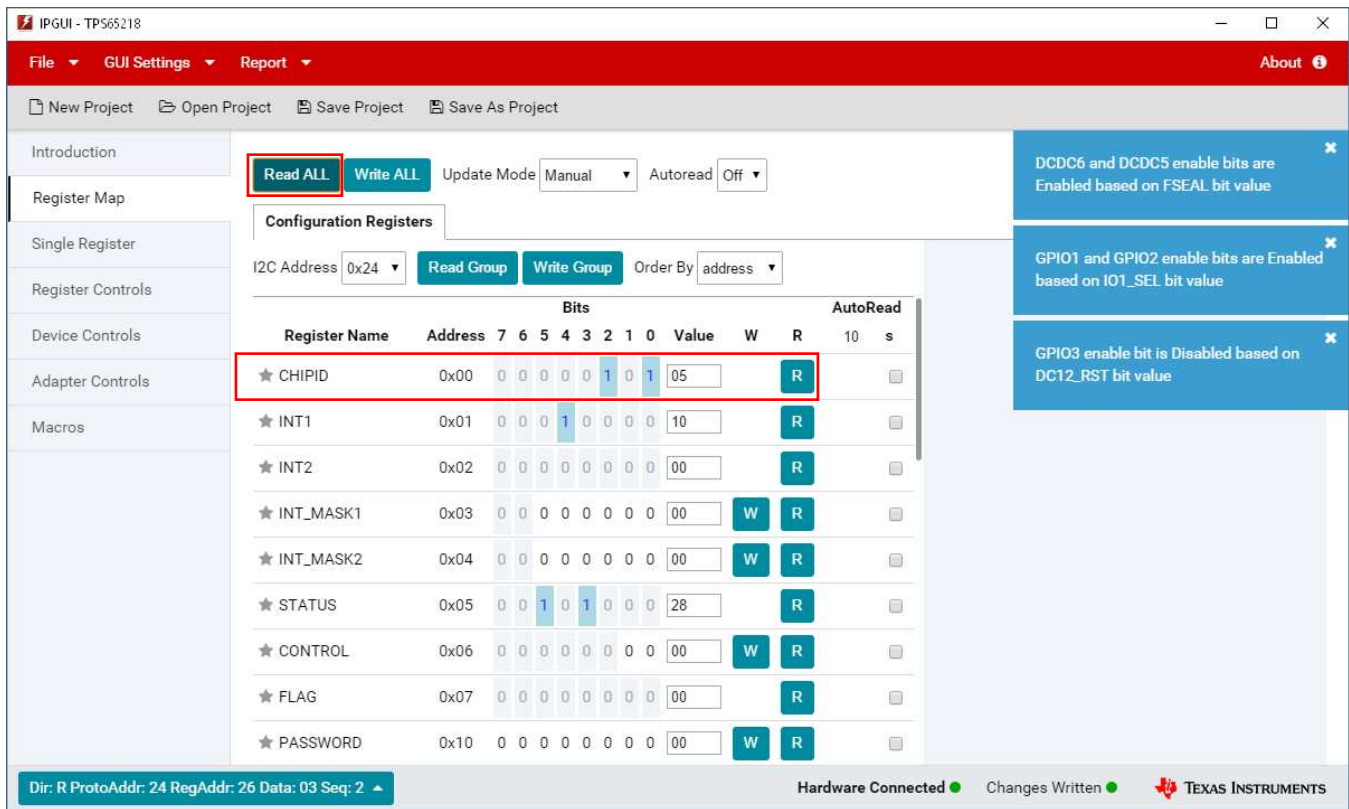 IPGUI - TPS65218
File GUI Settings Report About
New Project Open Project Save Project Save As Project
Introduction
Register Map
Single Register
Register Controls
Device Controls
Adapter Controls
Macros
Read ALL Write ALL Update Mode Manual Autoread Off
Configuration Registers
I2C Address 0x24 Read Group Write Group Order By address
Bits AutoRead
Register Name Address 7 6 5 4 3 2 1 0 Value W R 10 s
CHIPID 0x00 0 0 0 0 0 1 0 1 05 R
INT1 0x01 0 0 0 1 0 0 0 0 10 R
INT2 0x02 0 0 0 0 0 0 0 0 00 R
INT_MASK1 0x03 0 0 0 0 0 0 0 0 00 W R
INT_MASK2 0x04 0 0 0 0 0 0 0 0 00 W R
STATUS 0x05 0 0 1 0 1 0 0 0 28 R
CONTROL 0x06 0 0 0 0 0 0 0 0 00 W R
FLAG 0x07 0 0 0 0 0 0 0 0 00 R
PASSWORD 0x10 0 0 0 0 0 0 0 0 00 W R
DCDC6 and DCDC5 enable bits are
Enabled based on FSEAL bit value
GPIO1 and GPIO2 enable bits are Enabled
based on IO1_SEL bit value
GPIO3 enable bit is Disabled based on
DC12_RST bit value
Dir: R ProtoAddr: 24 RegAddr: 26 Data: 03 Seq: 2 Hardware Connected Changes Written TEXAS INSTRUMENTS